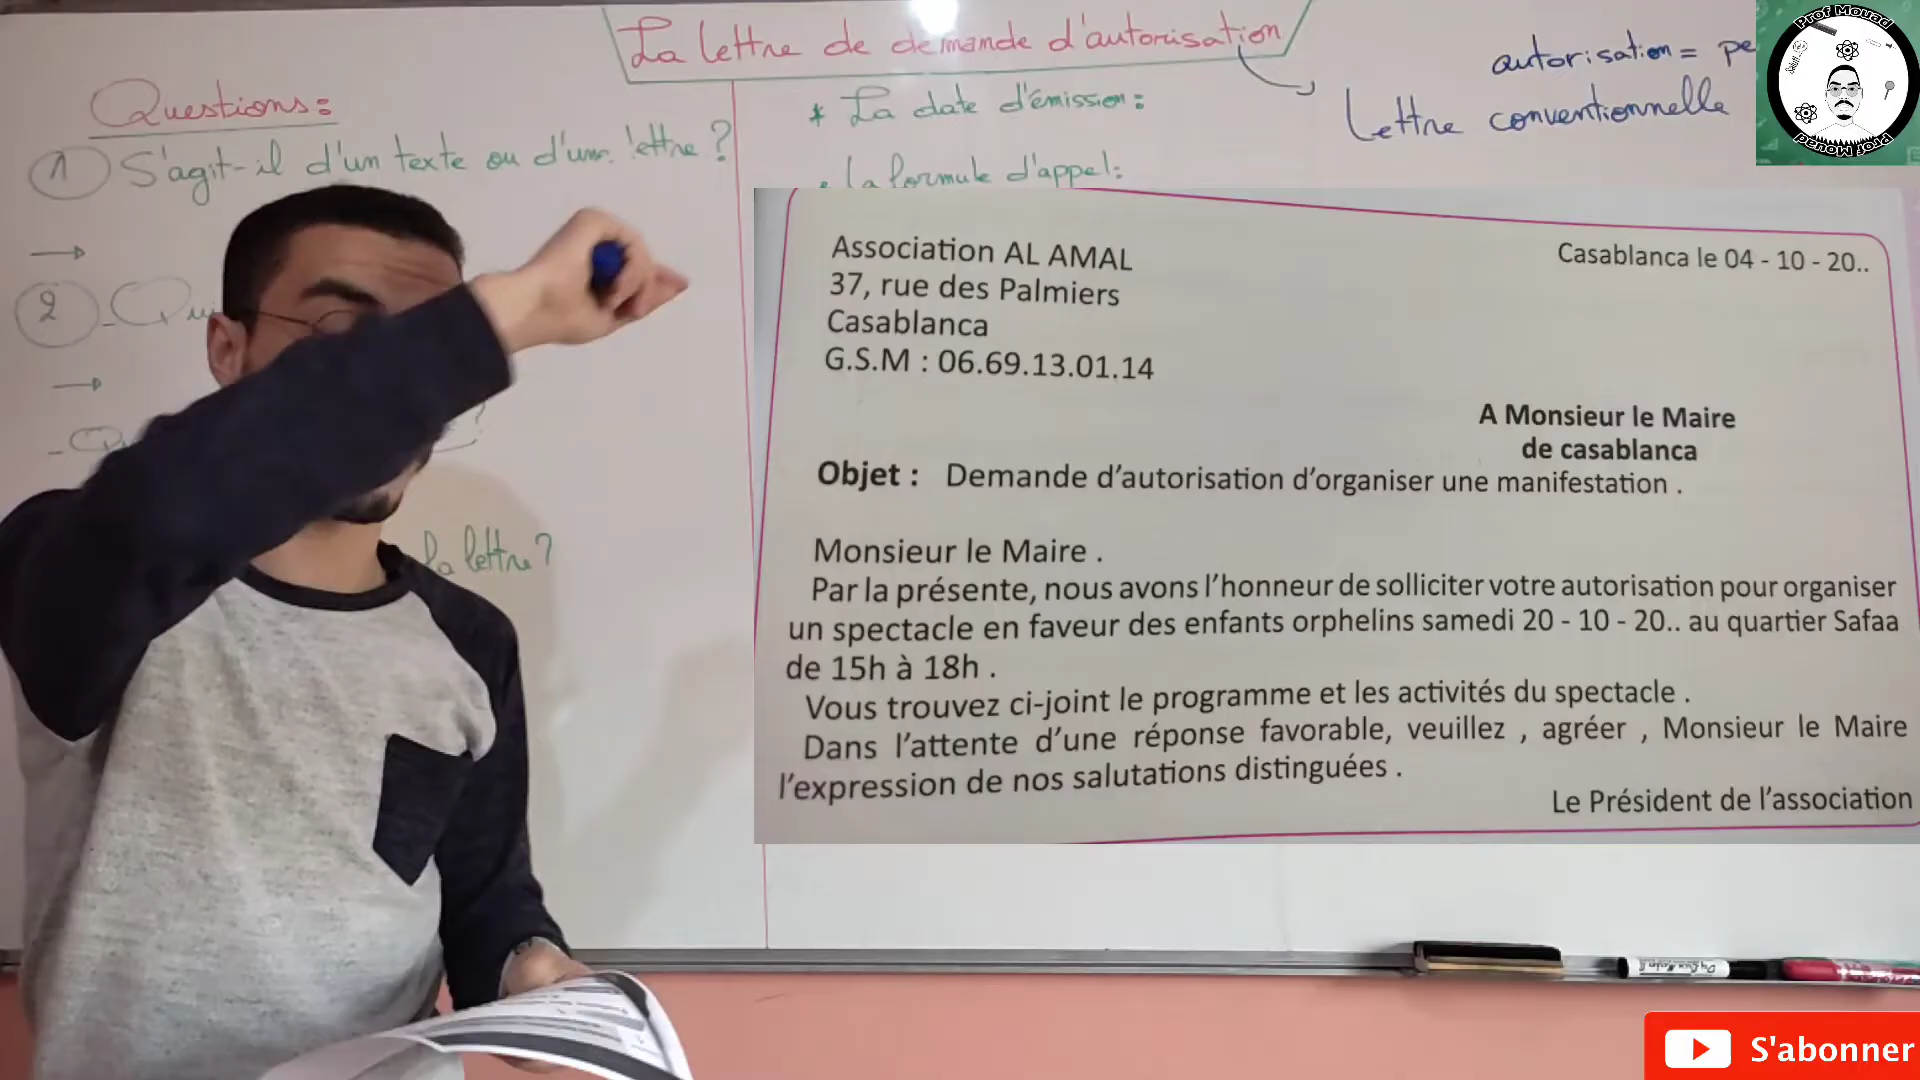 La lettre de demande d'autorisation
autorisation = pe
Lettre conventionnelle
Prof Mouad
Prof Mouad
Questions:
1 S'agit-il d'un texte ou d'une lettre ?
2 - Qui
la lettre ?
* La date d'émission:
la formule d'appel:
Association AL AMAL
37, rue des Palmiers
Casablanca
G.S.M : 06.69.13.01.14
Casablanca le 04 - 10 - 20..
A Monsieur le Maire
de casablanca
Objet : Demande d'autorisation d'organiser une manifestation .
Monsieur le Maire .
Par la présente, nous avons l'honneur de solliciter votre autorisation pour organiser
un spectacle en faveur des enfants orphelins samedi 20 - 10 - 20.. au quartier Safaa
de 15h à 18h .
Vous trouvez ci-joint le programme et les activités du spectacle .
Dans l'attente d'une réponse favorable, veuillez , agréer , Monsieur le Maire
l'expression de nos salutations distinguées .
Le Président de l'association
S'abonner